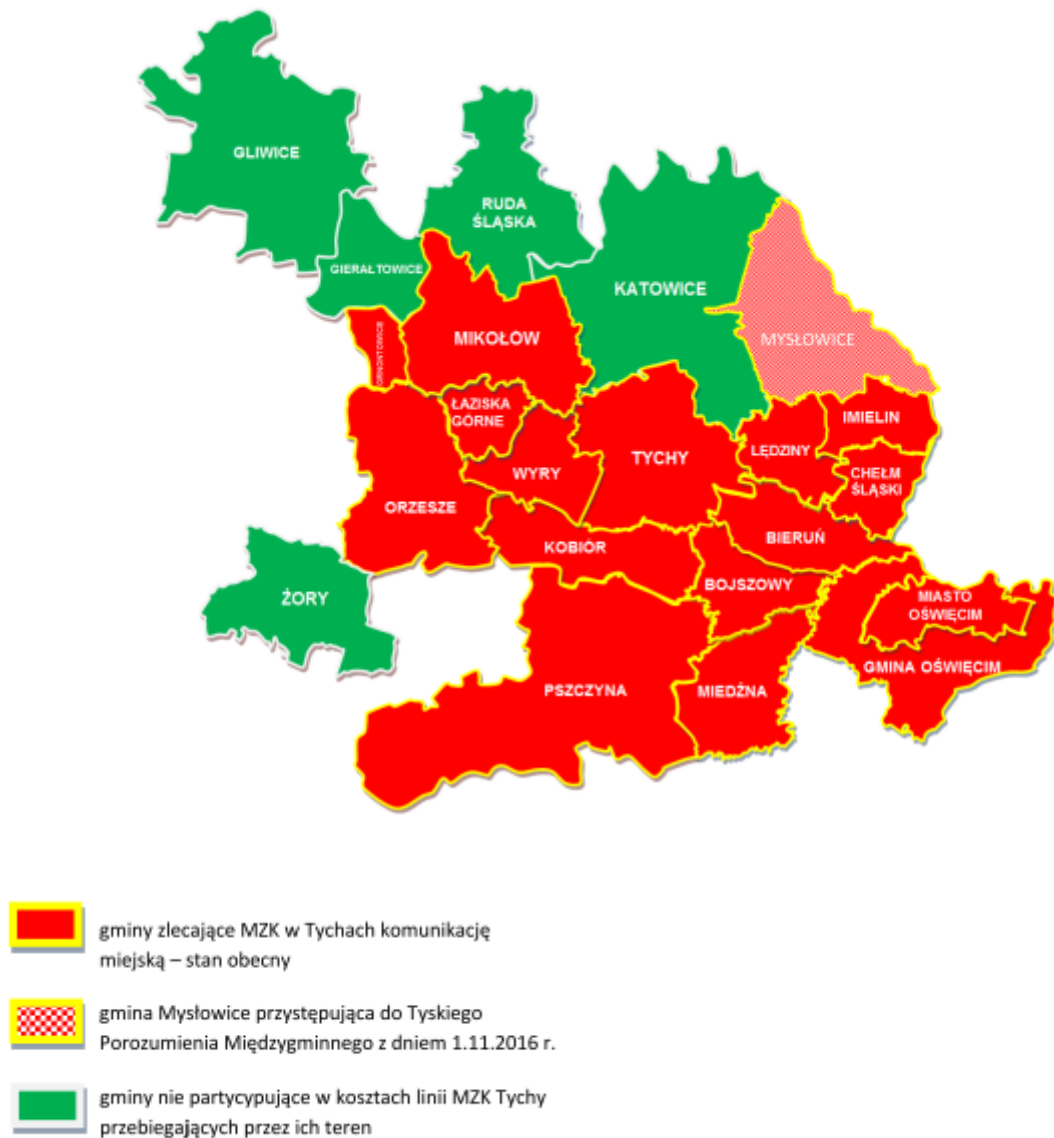 GLIWICE
RUDA
ŚLĄSKA
GIERAŁTOWICE
KATOWICE
MIKOŁÓW
MYSŁOWICE
ORNONTOWICE
ŁAZISKA
GÓRNE
IMIELIN
LĘDZINY
TYCHY
WYRY
CHEŁM
ŚLĄSKI
ORZESZE
BIERUŃ
KOBIÓR
BOJSZOWY
ŻORY
MIASTO
OŚWIĘCIM
GMINA OŚWIĘCIM
PSZCZYNA
MIEDŹNA
gminy zlecające MZK w Tychach komunikację
miejską – stan obecny
gmina Mysłowice przystępująca do Tyskiego
Porozumienia Międzygminnego z dniem 1.11.2016 r.
gminy nie partycypujące w kosztach linii MZK Tychy
przebiegających przez ich teren